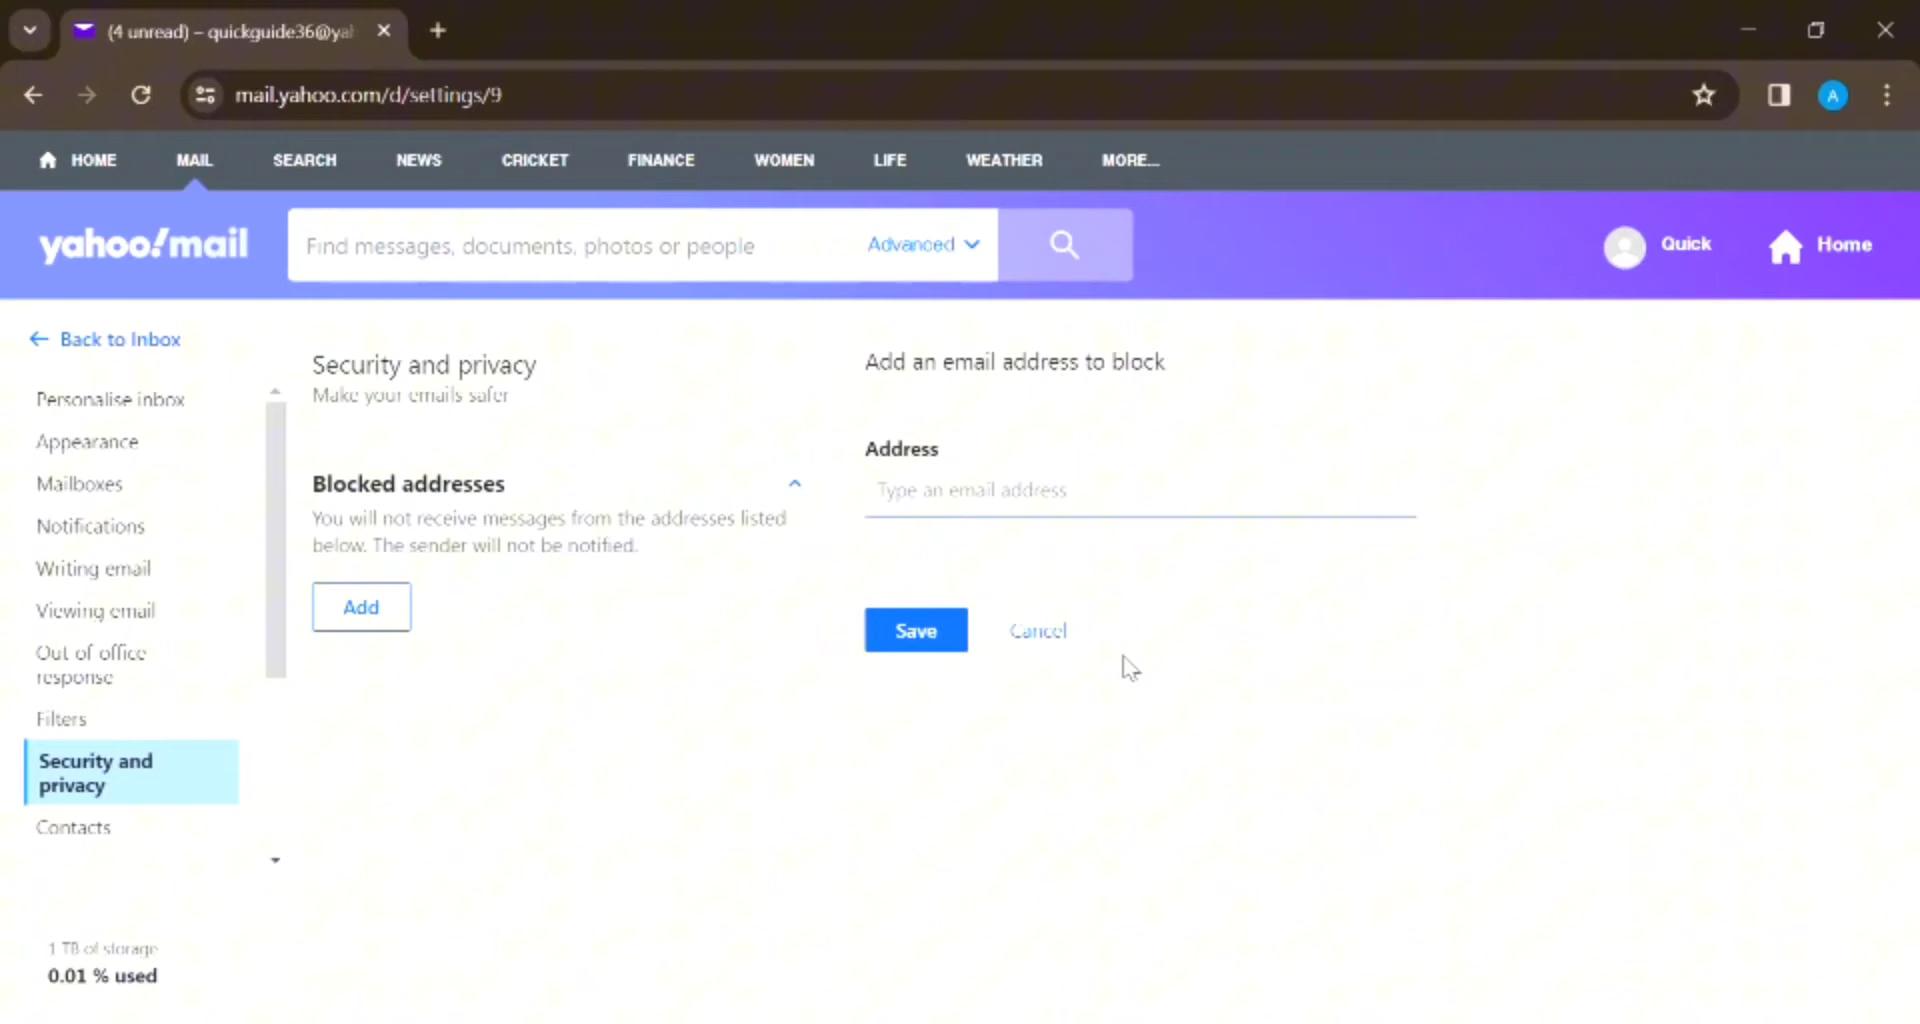 (4 unread) – quickguide36@yal
mail.yahoo.com/d/settings/9
A
HOME MAIL SEARCH NEWS CRICKET FINANCE WOMEN LIFE WEATHER MORE...
yahoo!mail
Find messages, documents, photos or people
Advanced
Quick
Home
Back to Inbox
Personalise inbox
Appearance
Mailboxes
Notifications
Writing email
Viewing email
Out of office
response
Filters
Security and
privacy
Contacts
1 TB of storage
0.01 % used
Security and privacy
Make your emails safer
Blocked addresses
You will not receive messages from the addresses listed
below. The sender will not be notified.
Add
Add an email address to block
Address
Type an email address
Save Cancel